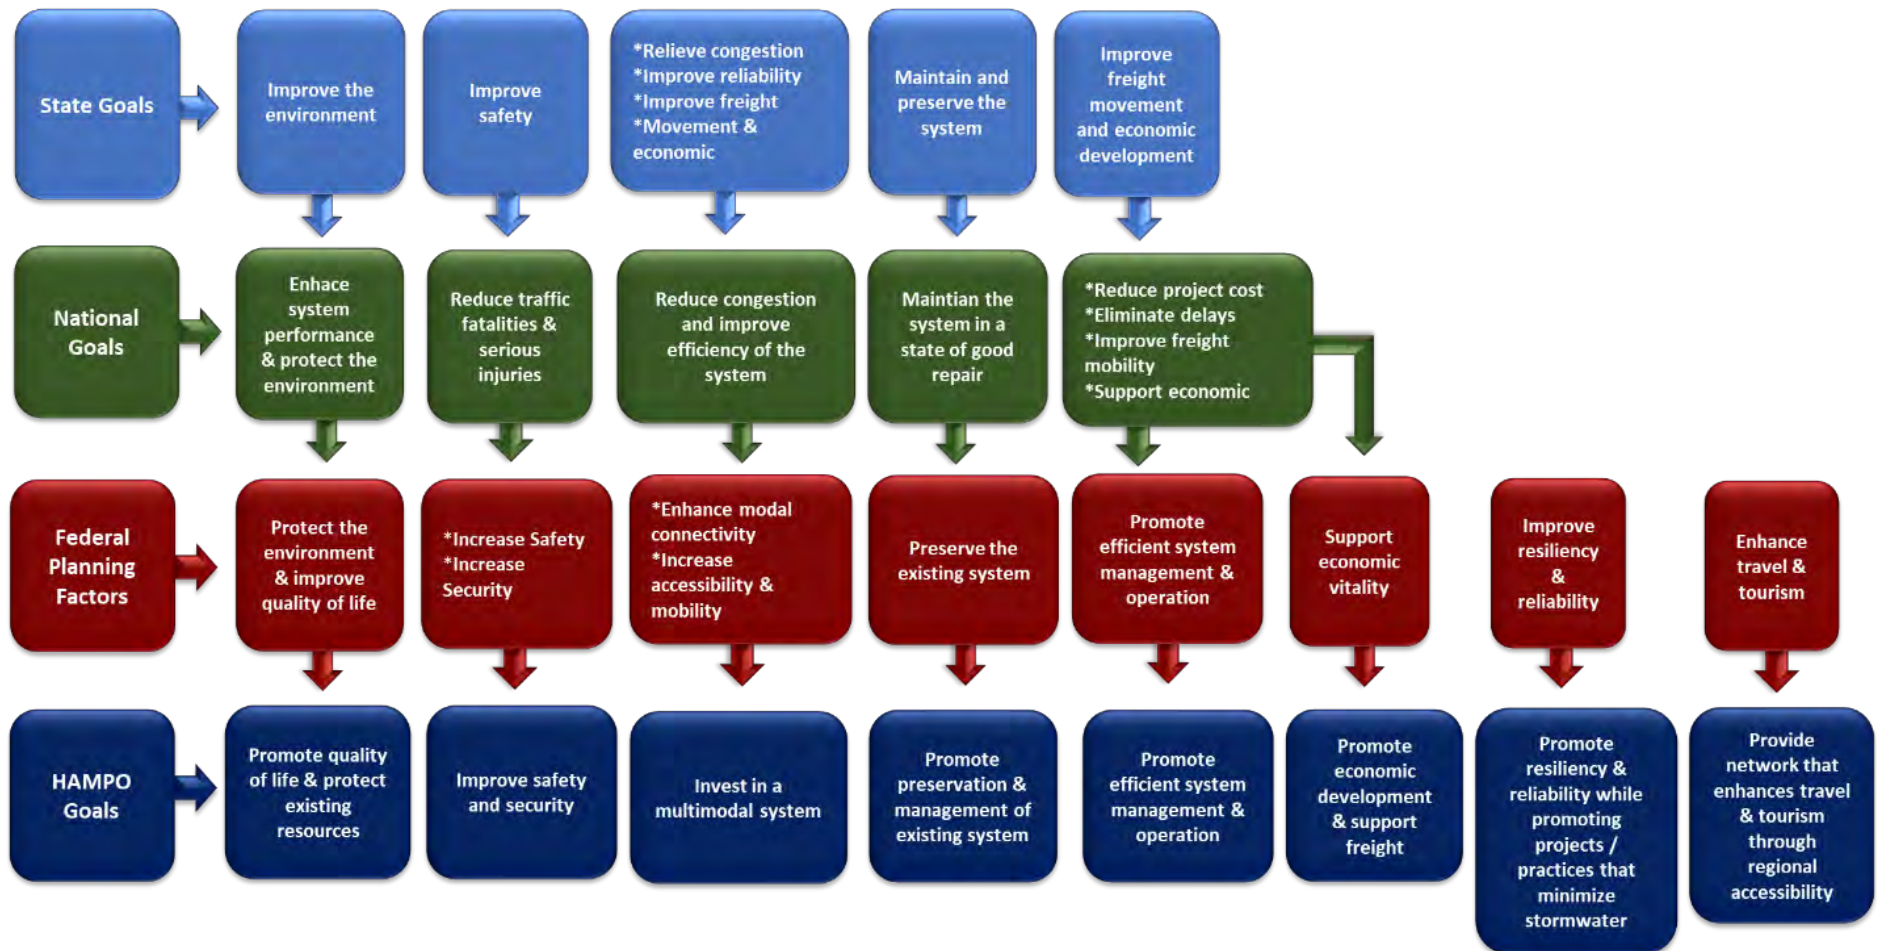 State Goals
Improve the
environment
Improve
safety
*Relieve congestion
*Improve reliability
*Improve freight
*Movement &
economic
Maintain and
preserve the
system
Improve
freight
movement
and economic
development
National
Goals
Enhace
system
performance
& protect the
environment
Reduce traffic
fatalities &
serious
injuries
Reduce congestion
and improve
efficiency of the
system
Maintian the
system in a
state of good
repair
*Reduce project cost
*Eliminate delays
*Improve freight
mobility
*Support economic
Federal
Planning
Factors
Protect the
environment
& improve
quality of life
*Increase Safety
*Increase
Security
*Enhance modal
connectivity
*Increase
accessibility &
mobility
Preserve the
existing system
Promote
efficient system
management &
operation
Support
economic
vitality
Improve
resiliency
&
reliability
Enhance
travel &
tourism
HAMPO
Goals
Promote quality
of life & protect
existing
resources
Improve safety
and security
Invest in a
multimodal system
Promote
preservation &
management of
existing system
Promote
efficient system
management &
operation
Promote
economic
development
& support
freight
Promote
resiliency &
reliability while
promoting
projects /
practices that
minimize
stormwater
Provide
network that
enhances travel
& tourism
through
regional
accessibility